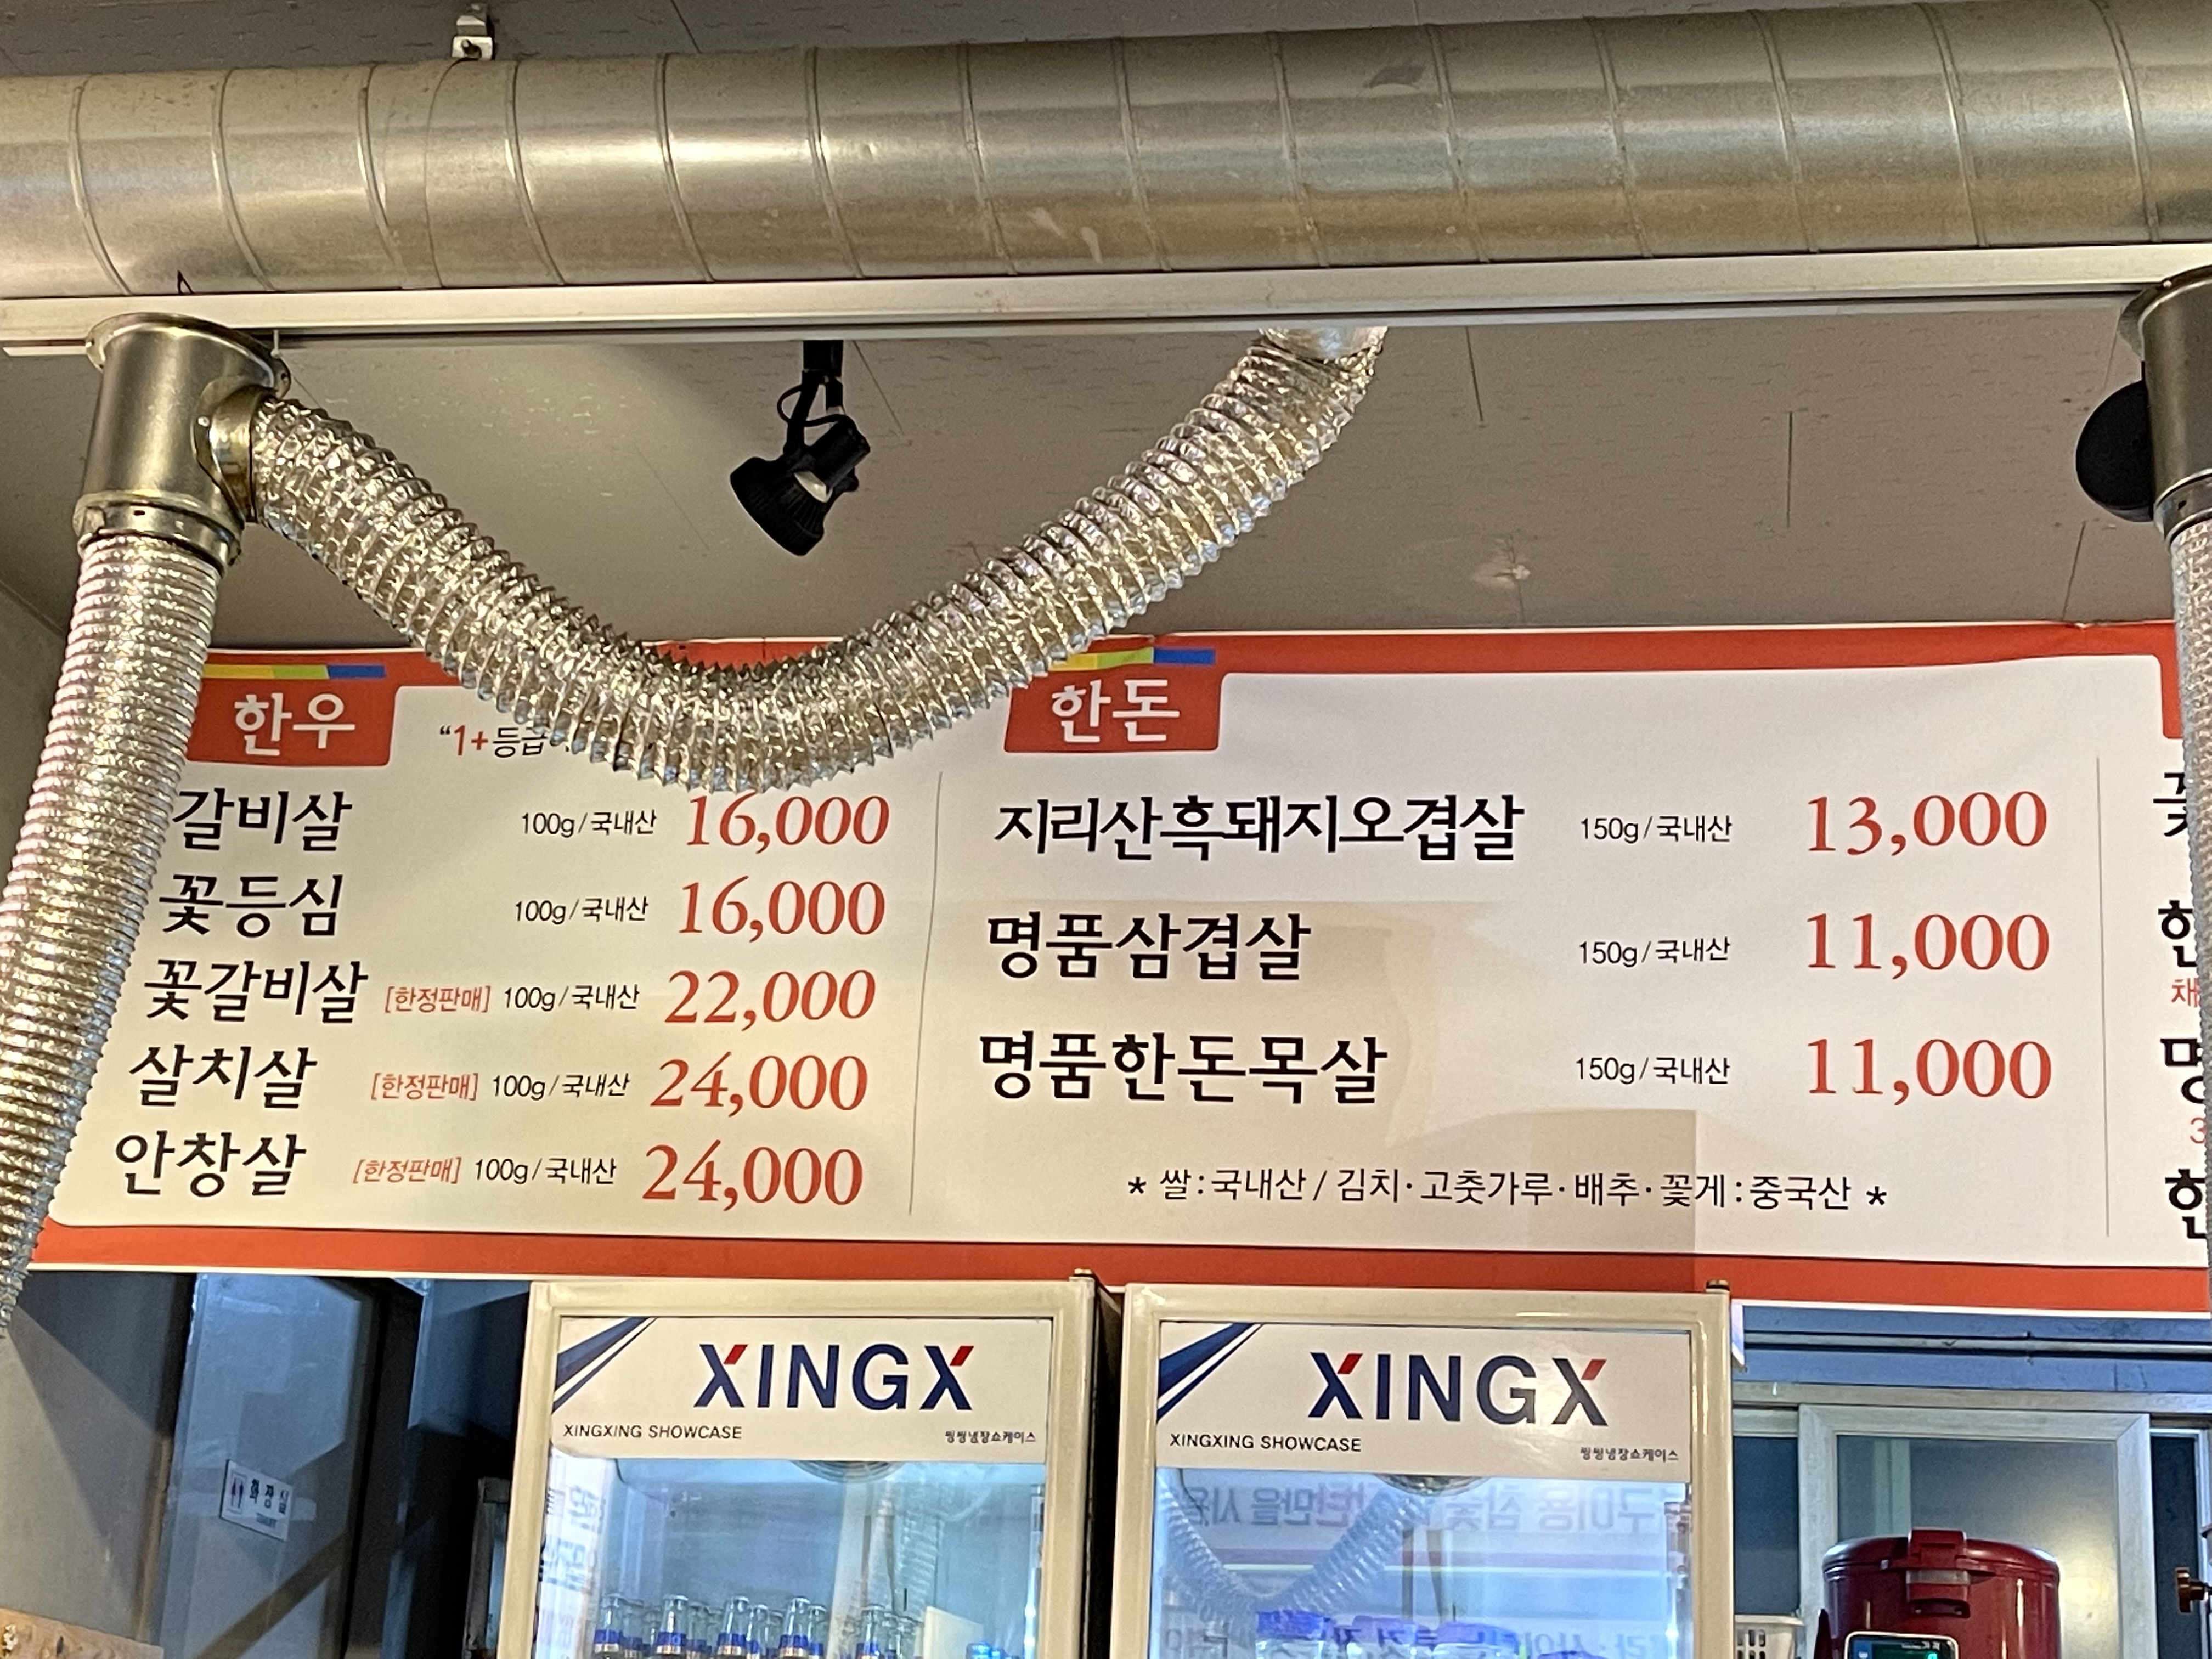 한우
“1+등급
갈비살 100g/국내산 16,000
꽃등심 100g/국내산 16,000
꽃갈비살 [한정판매] 100g/국내산 22,000
살치살 [한정판매] 100g/국내산 24,000
안창살 [한정판매] 100g/국내산 24,000
한돈
지리산흑돼지오겹살 150g/국내산 13,000
명품삼겹살 150g/국내산 11,000
명품한돈목살 150g/국내산 11,000
* 쌀:국내산 / 김치·고춧가루·배추·꽃게:중국산 *
XINGX
XINGXING SHOWCASE 씽씽냉장쇼케이스
XINGX
XINGXING SHOWCASE 씽씽냉장쇼케이스
화장실